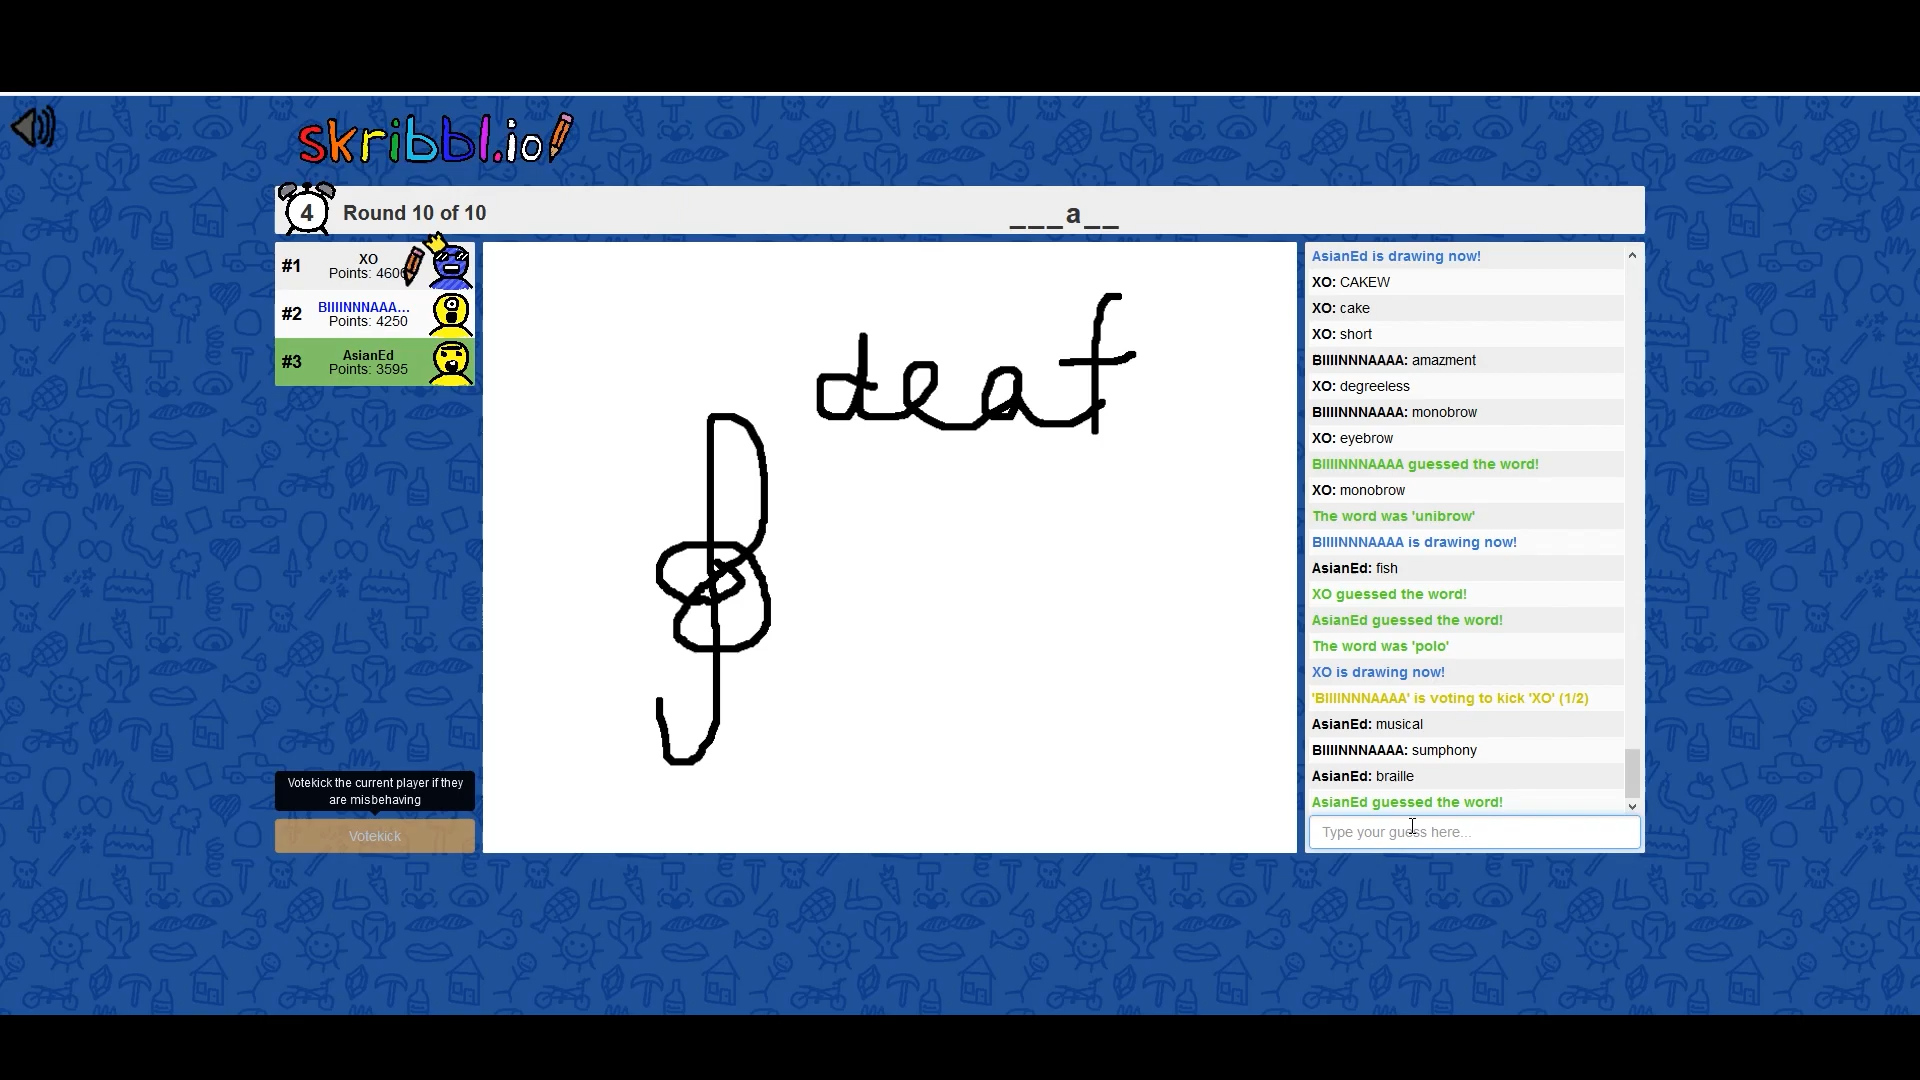 skribbl.io
4
Round 10 of 10
___a__
#1
XO
Points: 4600
#2
BIIIINNNAAA...
Points: 4250
#3
AsianEd
Points: 3595
deaf
AsianEd is drawing now!
XO: CAKEW
XO: cake
XO: short
BIIIINNNAAAA: amazment
XO: degreeless
BIIIINNNAAAA: monobrow
XO: eyebrow
BIIIINNNAAAA guessed the word!
XO: monobrow
The word was 'unibrow'
BIIIINNNAAAA is drawing now!
AsianEd: fish
XO guessed the word!
AsianEd guessed the word!
The word was 'polo'
XO is drawing now!
'BIIIINNNAAAA' is voting to kick 'XO' (1/2)
AsianEd: musical
BIIIINNNAAAA: sumphony
AsianEd: braille
AsianEd guessed the word!
Type your guess here...
Votekick the current player if they
are misbehaving
Votekick